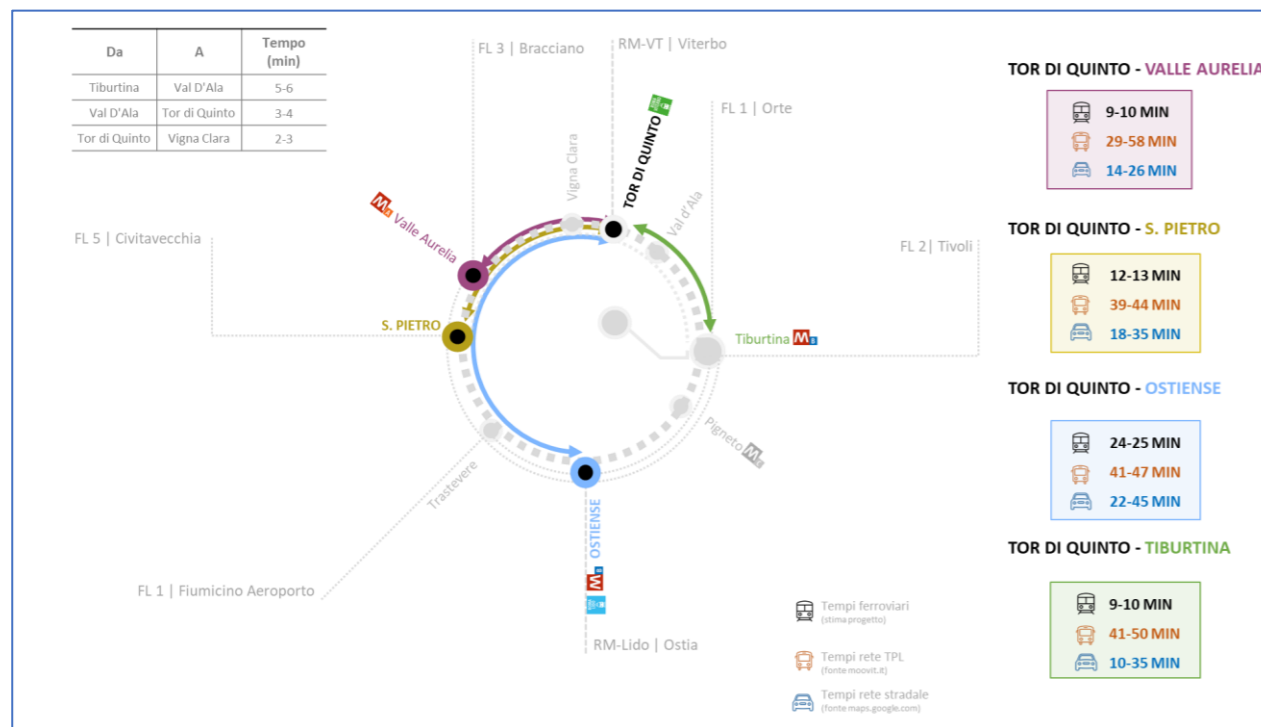 Da A Tempo (min)
Tiburtina Val D'Ala 5-6
Val D'Ala Tor di Quinto 3-4
Tor di Quinto Vigna Clara 2-3
FL 3 | Bracciano
RM-VT | Viterbo
FL 1 | Orte
FL 5 | Civitavecchia
FL 2 | Tivoli
Vigna Clara
TOR DI QUINTO
Val d'Ala
M Valle Aurelia
S. PIETRO
Tiburtina M B
Pigneto M
Trastevere
OSTIENSE
M B
FL 1 | Fiumicino Aeroporto
RM-Lido | Ostia
Tempi ferroviari
(stima progetto)
Tempi rete TPL
(fonte moovit.it)
Tempi rete stradale
(fonte maps.google.com)
TOR DI QUINTO - VALLE AURELIA
9-10 MIN
29-58 MIN
14-26 MIN
TOR DI QUINTO - S. PIETRO
12-13 MIN
39-44 MIN
18-35 MIN
TOR DI QUINTO - OSTIENSE
24-25 MIN
41-47 MIN
22-45 MIN
TOR DI QUINTO - TIBURTINA
9-10 MIN
41-50 MIN
10-35 MIN